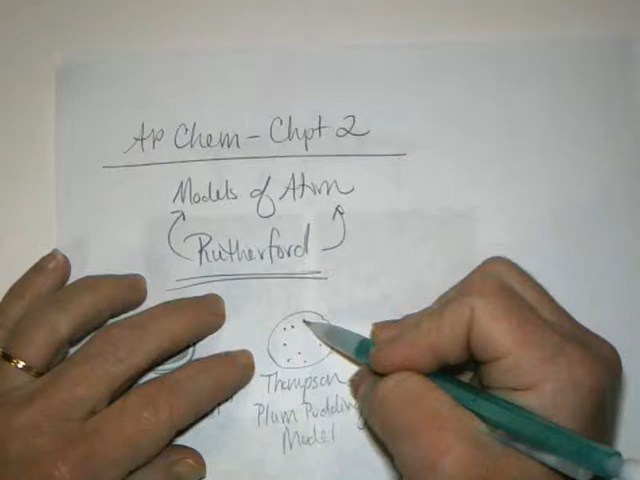 AP Chem - Chpt 2
Models of Atom
Rutherford
Thompson
Plum Pudding
Model